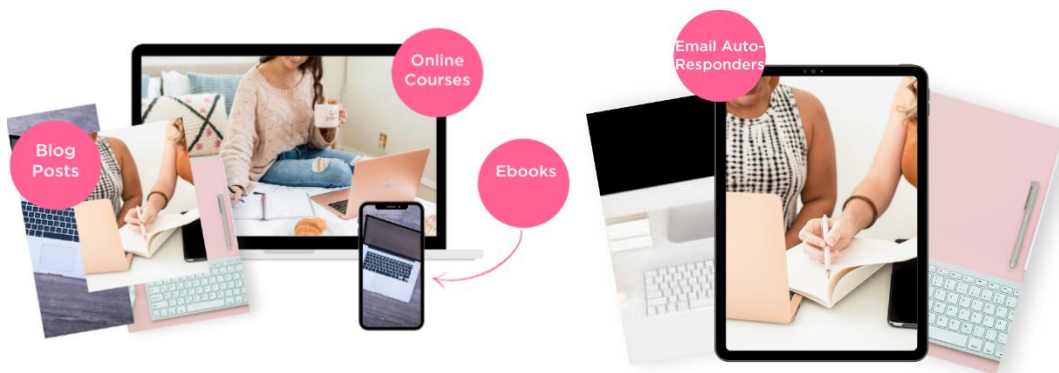 Online
Courses
Blog
Posts
Ebooks
Email Auto-
Responders